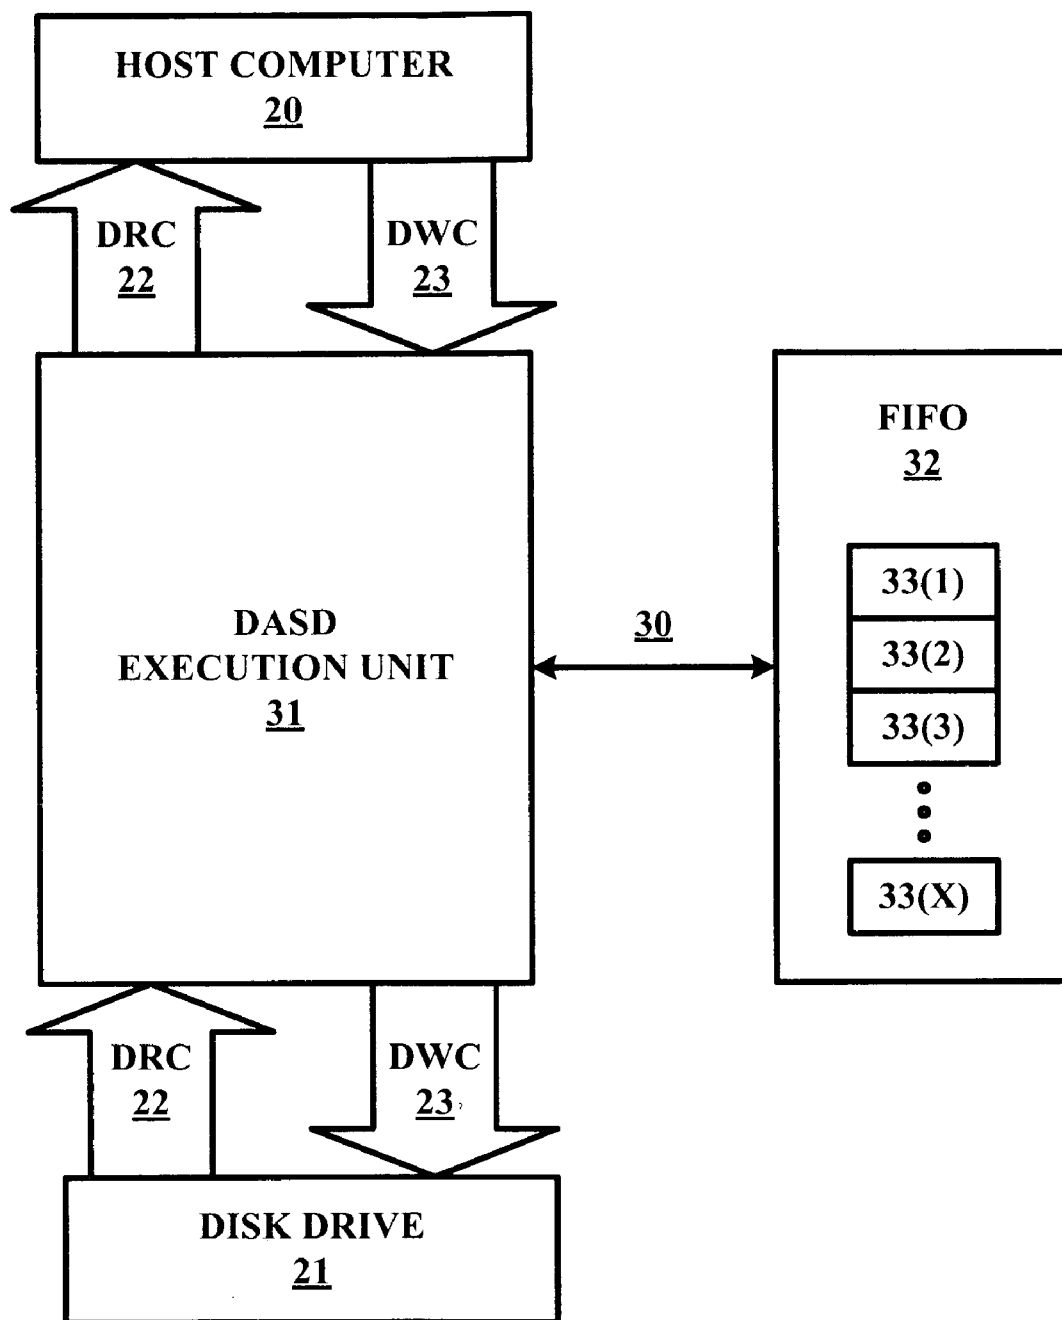 HOST COMPUTER
20
DRC
22
DWC
23
FIFO
32
33(1)
33(2)
33(3)
33(X)
30
DASD
EXECUTION UNIT
31
DRC
22
DWC
23
DISK DRIVE
21